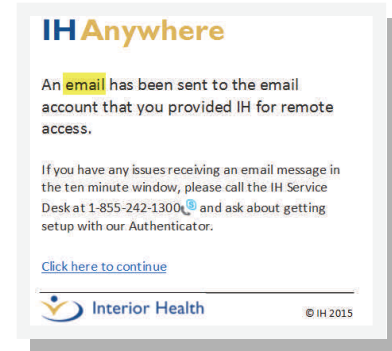 IH Anywhere
An email has been sent to the email
account that you provided IH for remote
access.
If you have any issues receiving an email message in
the ten minute window, please call the IH Service
Desk at 1-855-242-1300 and ask about getting
setup with our Authenticator.
Click here to continue
Interior Health
© IH 2015